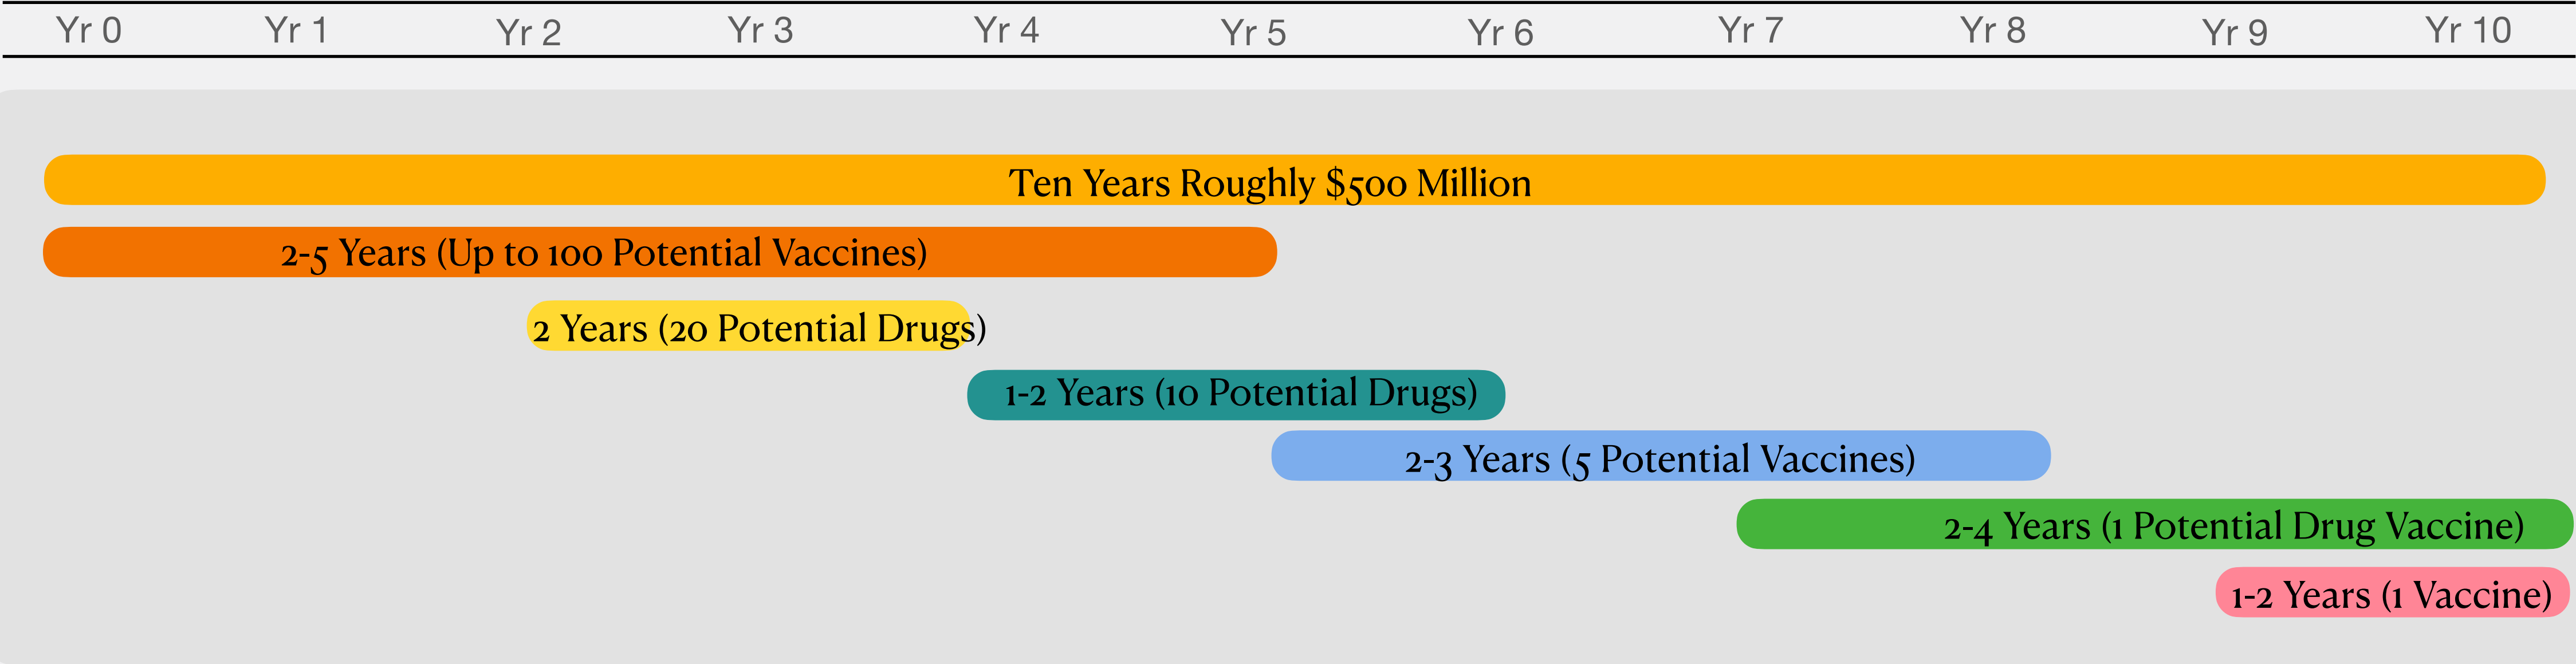 Yr 0 Yr 1 Yr 2 Yr 3 Yr 4 Yr 5 Yr 6 Yr 7 Yr 8 Yr 9 Yr 10
Ten Years Roughly $500 Million
2-5 Years (Up to 100 Potential Vaccines)
2 Years (20 Potential Drugs)
1-2 Years (10 Potential Drugs)
2-3 Years (5 Potential Vaccines)
2-4 Years (1 Potential Drug Vaccine)
1-2 Years (1 Vaccine)